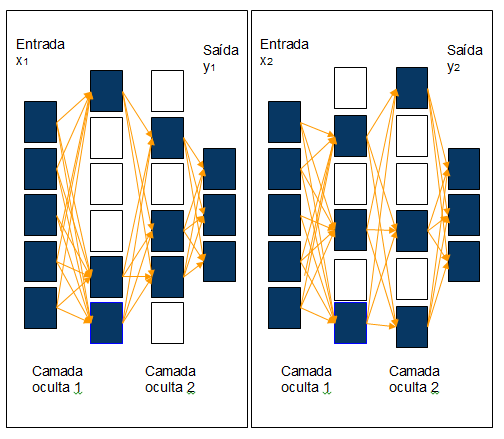 Entrada
x1
Saída
y1
Camada
oculta 1
Camada
oculta 2
Entrada
x2
Saída
y2
Camada
oculta 1
Camada
oculta 2